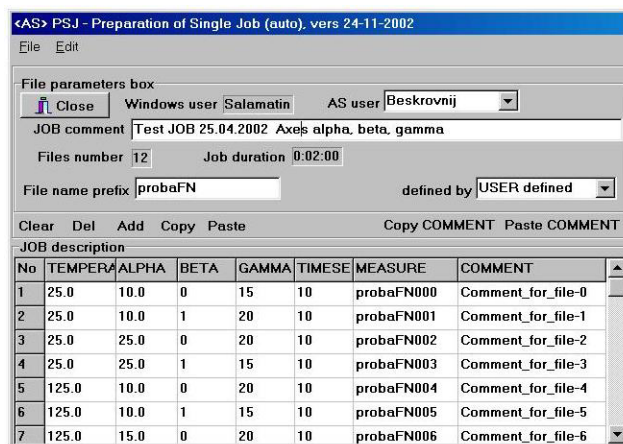 <AS> PSJ - Preparation of Single Job (auto), vers 24-11-2002
File Edit
File parameters box
Close Windows user Salamatin AS user Beskrovnij
JOB comment Test JOB 25.04.2002 Axes alpha, beta, gamma
Files number 12 Job duration 0:02:00
File name prefix probaFN defined by USER defined
Clear Del Add Copy Paste Copy COMMENT Paste COMMENT
JOB description
No TEMPERA ALPHA BETA GAMMA TIMESE MEASURE COMMENT
1 25.0 10.0 0 15 10 probaFN000 Comment_for_file-0
2 25.0 10.0 1 20 10 probaFN001 Comment_for_file-1
3 25.0 25.0 0 20 10 probaFN002 Comment_for_file-2
4 25.0 25.0 1 15 10 probaFN003 Comment_for_file-3
5 125.0 10.0 0 20 10 probaFN004 Comment_for_file-4
6 125.0 10.0 1 15 10 probaFN005 Comment_for_file-5
7 125.0 15.0 0 20 10 probaFN006 Comment_for_file-6